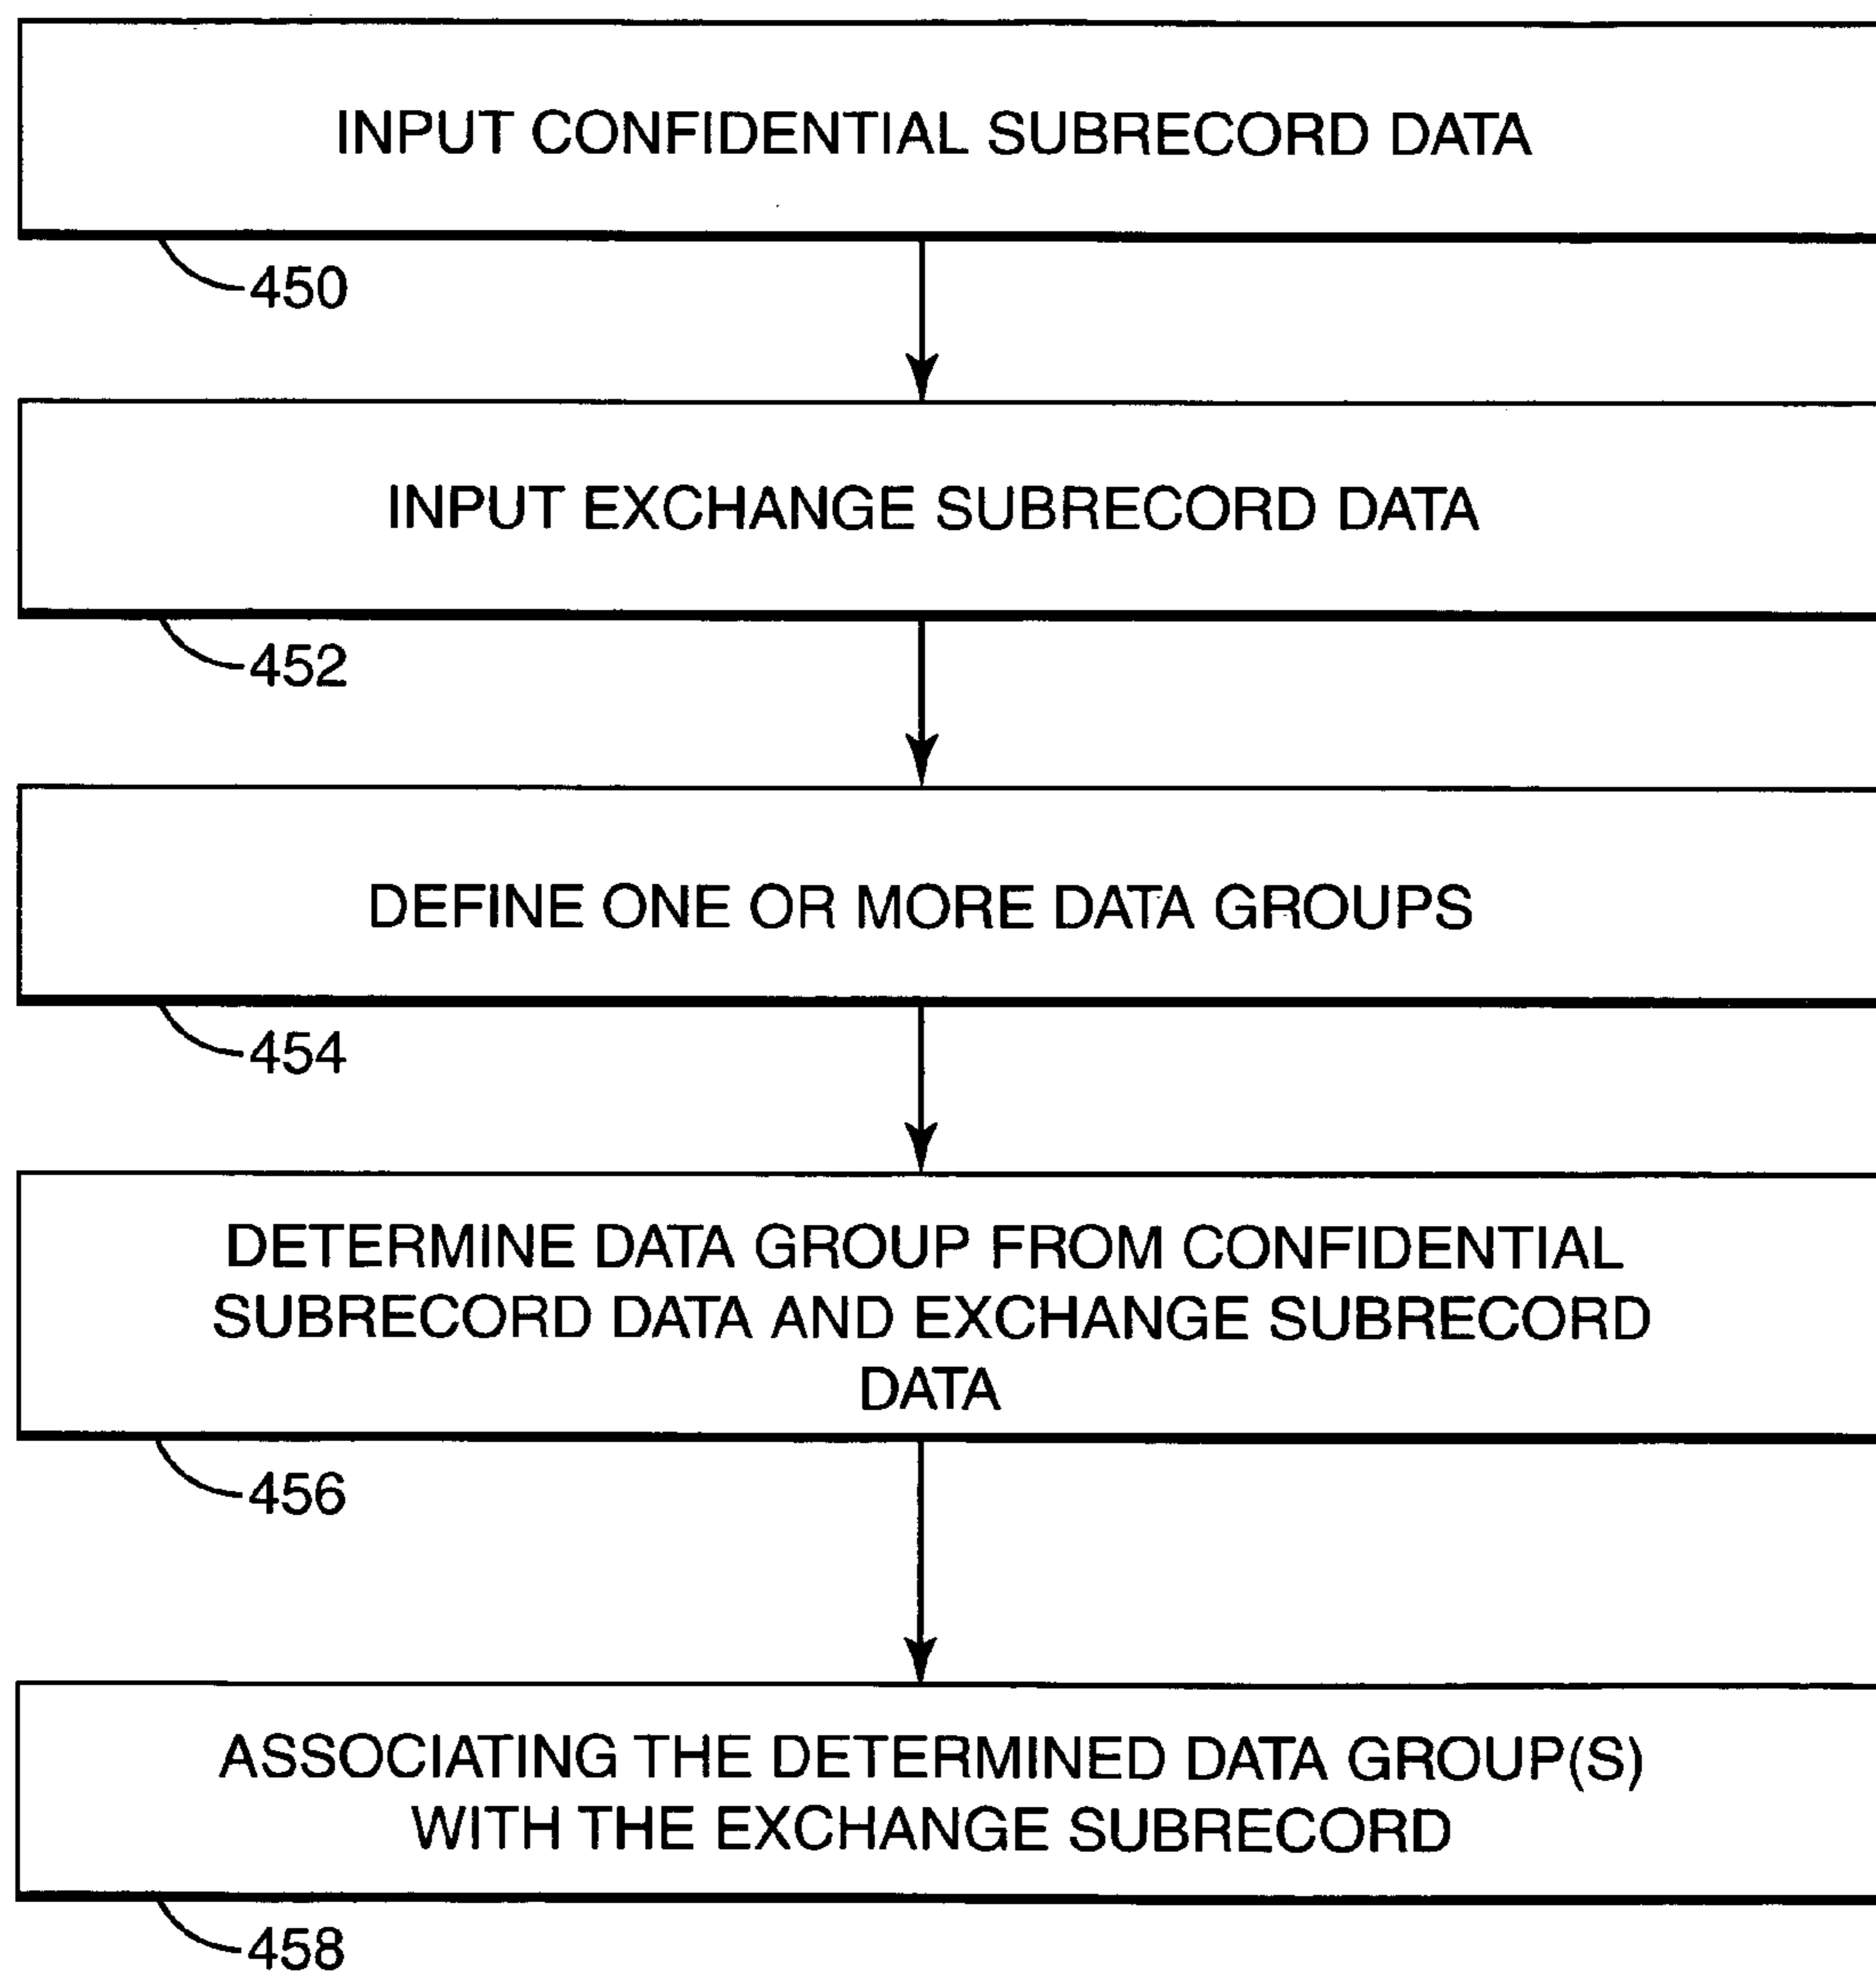 INPUT CONFIDENTIAL SUBRECORD DATA
450
INPUT EXCHANGE SUBRECORD DATA
452
DEFINE ONE OR MORE DATA GROUPS
454
DETERMINE DATA GROUP FROM CONFIDENTIAL
SUBRECORD DATA AND EXCHANGE SUBRECORD
DATA
456
ASSOCIATING THE DETERMINED DATA GROUP(S)
WITH THE EXCHANGE SUBRECORD
458